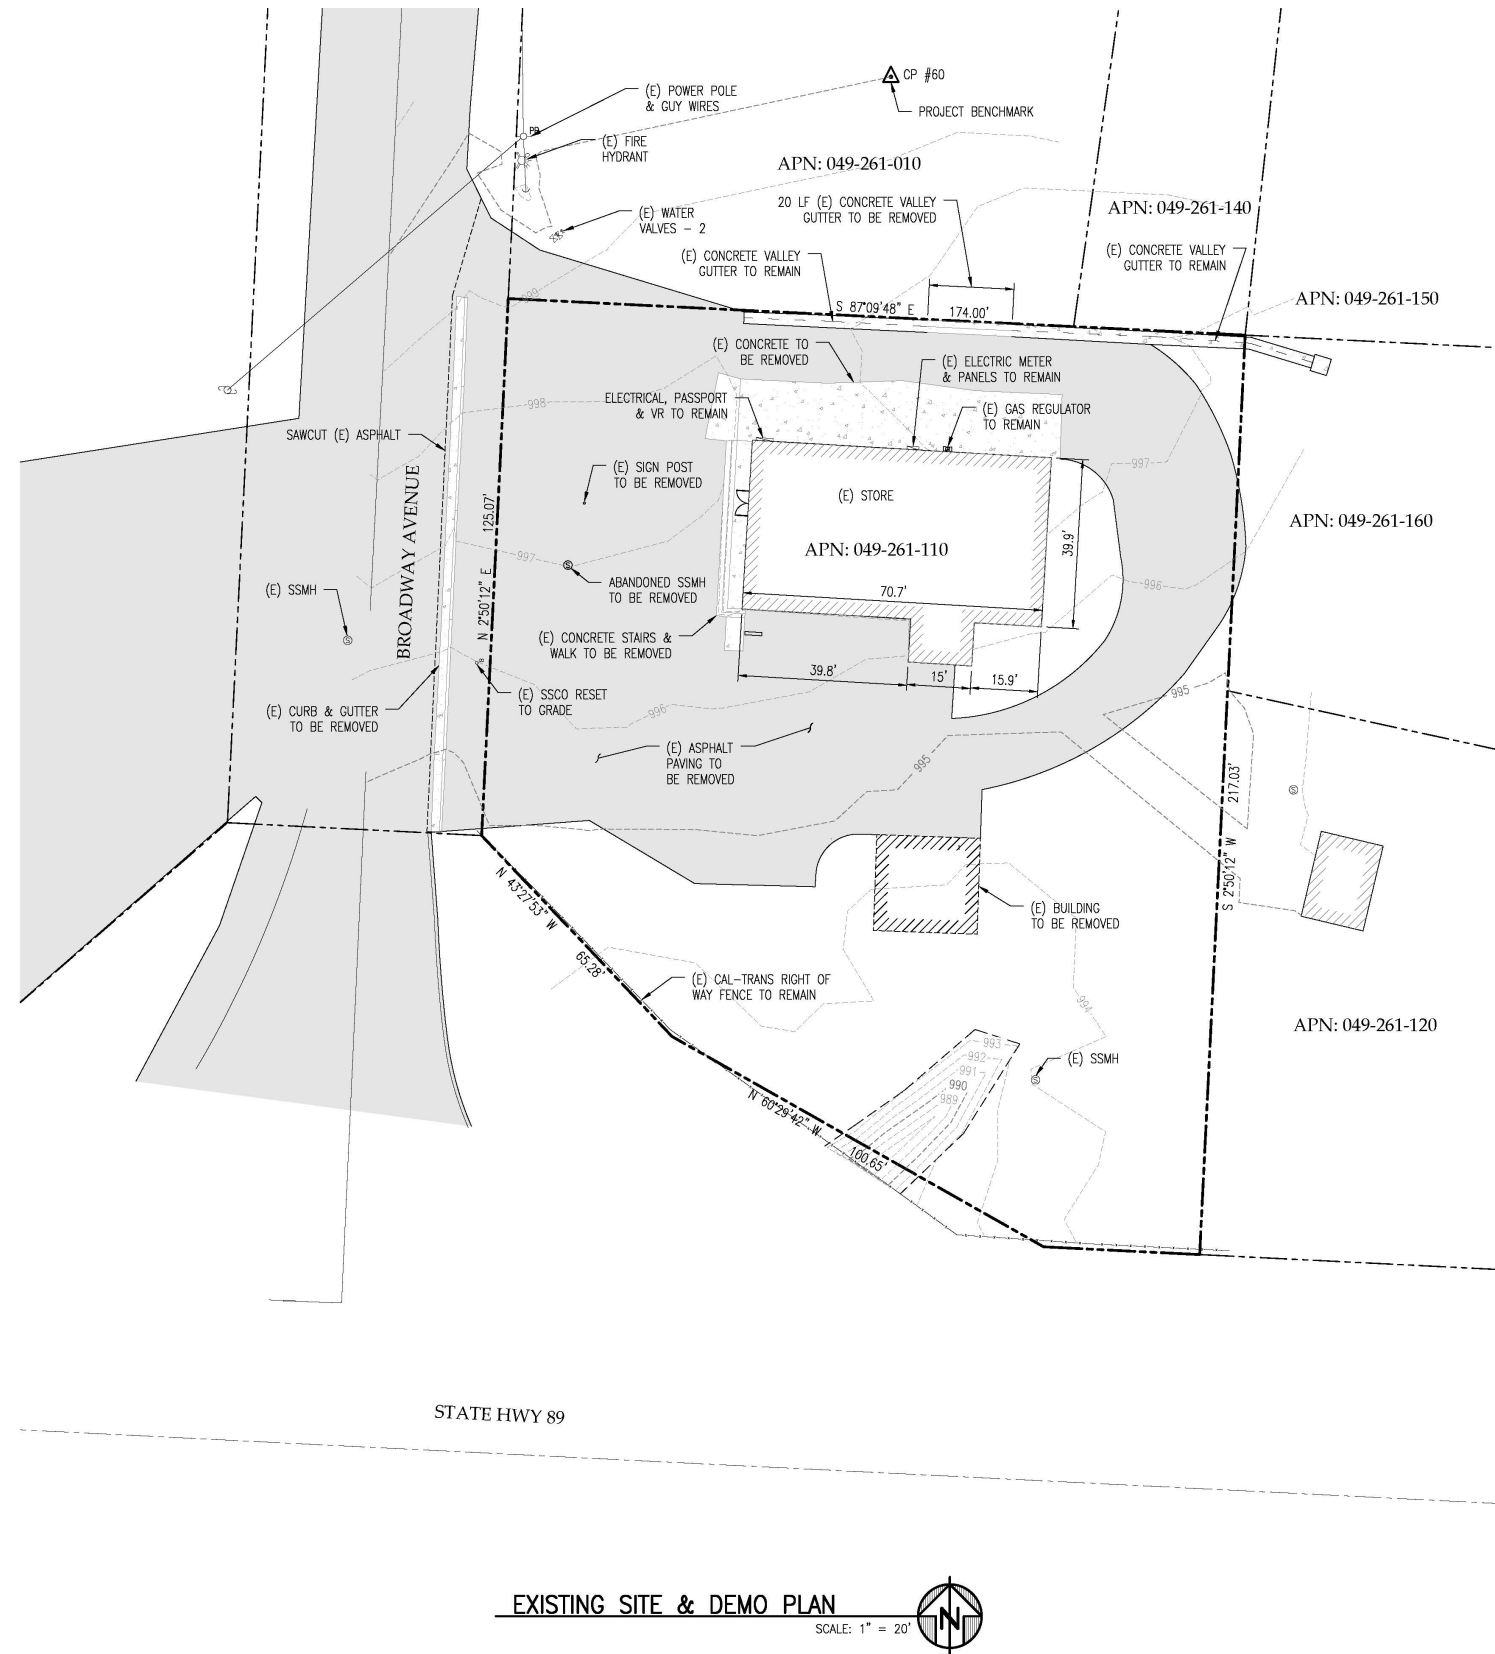 CP #60
(E) POWER POLE
& GUY WIRES
PROJECT BENCHMARK
PP
(E) FIRE
HYDRANT
APN: 049-261-010
20 LF (E) CONCRETE VALLEY
GUTTER TO BE REMOVED
APN: 049-261-140
(E) WATER
VALVES - 2
(E) CONCRETE VALLEY
GUTTER TO REMAIN
(E) CONCRETE VALLEY
GUTTER TO REMAIN
APN: 049-261-150
999
S 87°09'48" E
174.00'
(E) CONCRETE TO
BE REMOVED
(E) ELECTRIC METER
& PANELS TO REMAIN
998
ELECTRICAL, PASSPORT
& VR TO REMAIN
(E) GAS REGULATOR
TO REMAIN
SAWCUT (E) ASPHALT
997
(E) SIGN POST
TO BE REMOVED
(E) STORE
BROADWAY AVENUE
N 2°50'12" E
125.07'
APN: 049-261-160
39.9'
APN: 049-261-110
997
996
(E) SSMH
ABANDONED SSMH
TO BE REMOVED
70.7'
(E) CONCRETE STAIRS &
WALK TO BE REMOVED
39.8'
15'
15.9'
995
(E) SSCO RESET
TO GRADE
996
(E) CURB & GUTTER
TO BE REMOVED
(E) ASPHALT
PAVING TO
BE REMOVED
995
S 2°50'12" W
217.03'
N 43°27'53" W
65.28'
(E) BUILDING
TO BE REMOVED
(E) CAL-TRANS RIGHT OF
WAY FENCE TO REMAIN
994
APN: 049-261-120
993
992
991
990
989
(E) SSMH
N 60°29'42" W
100.65'
STATE HWY 89
EXISTING SITE & DEMO PLAN
SCALE: 1" = 20'
N